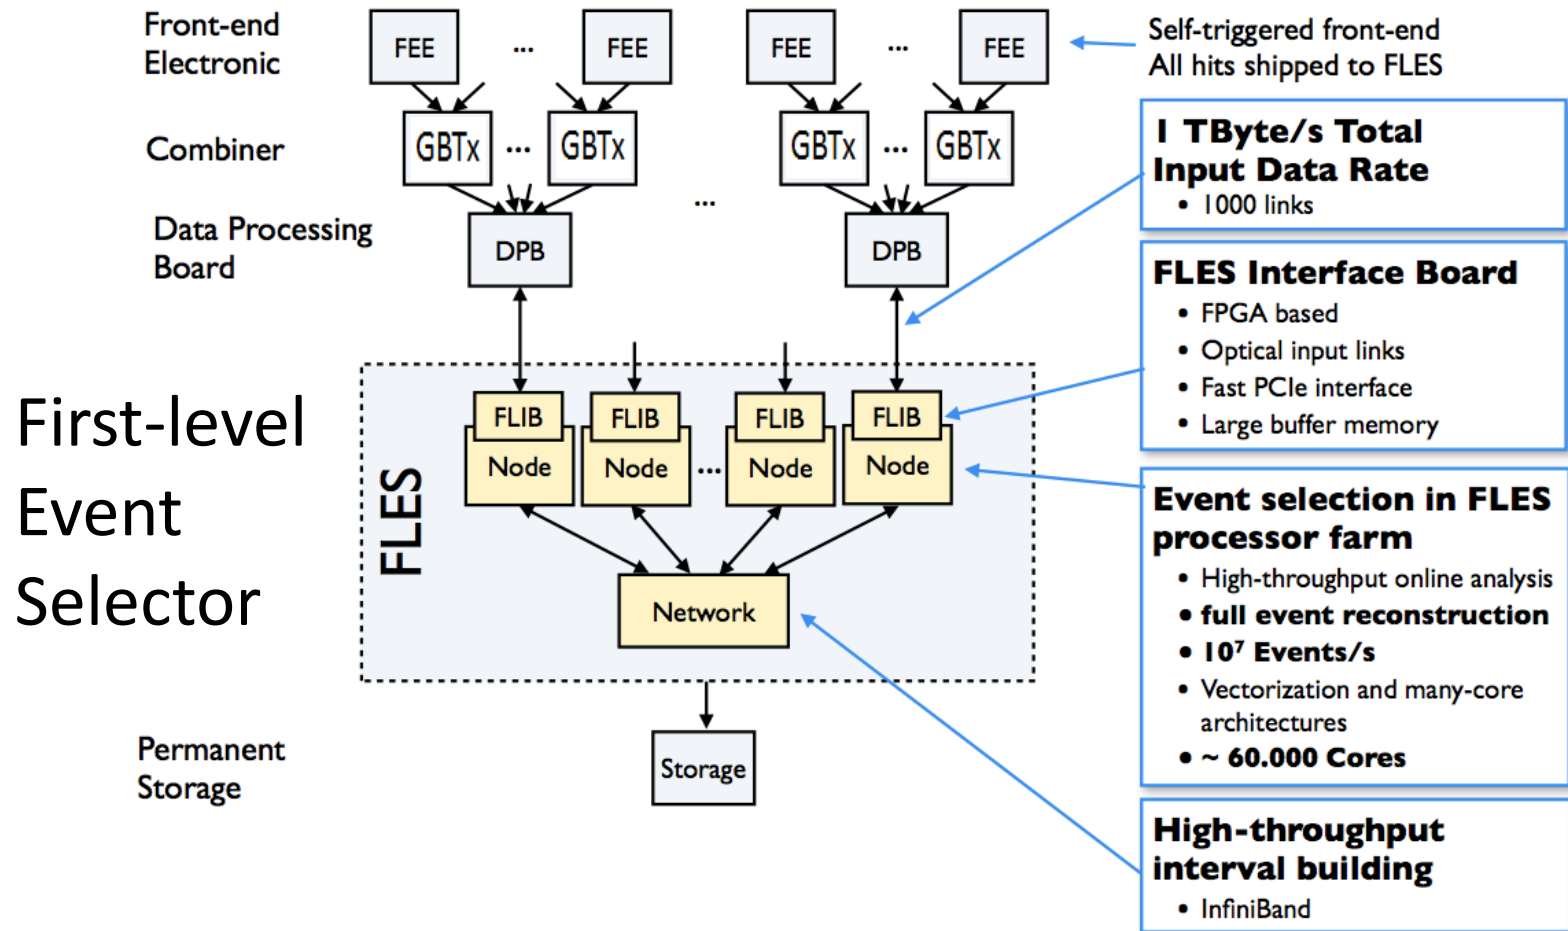 Front-end
Electronic
FEE ... FEE FEE ... FEE
Self-triggered front-end
All hits shipped to FLES
Combiner
GBTx ... GBTx GBTx ... GBTx
...
Data Processing
Board
DPB DPB
1 TByte/s Total
Input Data Rate
• 1000 links
FLES Interface Board
• FPGA based
• Optical input links
• Fast PCIe interface
• Large buffer memory
First-level
Event
Selector
FLES
FLIB FLIB FLIB FLIB
Node Node ... Node Node
Network
Event selection in FLES
processor farm
• High-throughput online analysis
• full event reconstruction
• 10⁷ Events/s
• Vectorization and many-core
architectures
• ~ 60.000 Cores
Permanent
Storage
Storage
High-throughput
interval building
• InfiniBand